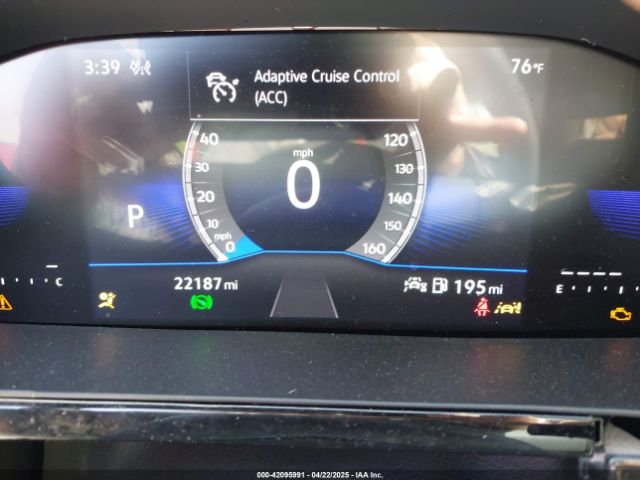 3:39
76°F
Adaptive Cruise Control
(ACC)
40
120
mph
30
130
0
20
140
P
10
150
mph
0
160
C
22187 mi
195 mi
E
000-42095991 - 04/22/2025 - IAA Inc.